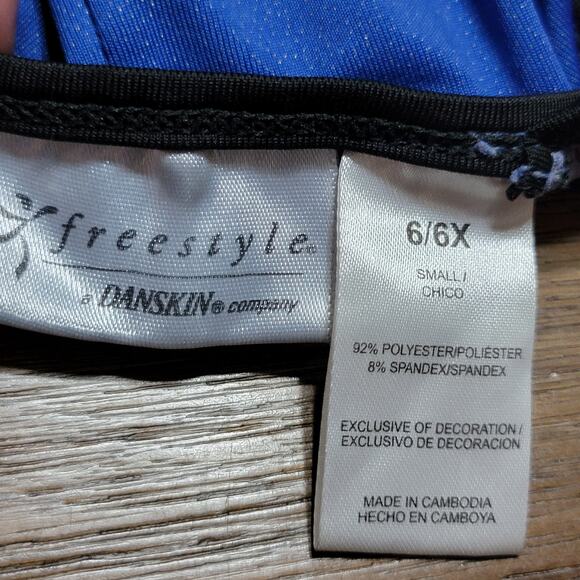 freestyle®
a DANSKIN® company
6/6X
SMALL/
CHICO
92% POLYESTER/POLIÉSTER
8% SPANDEX/SPANDEX
EXCLUSIVE OF DECORATION/
EXCLUSIVO DE DECORACION
MADE IN CAMBODIA
HECHO EN CAMBOYA